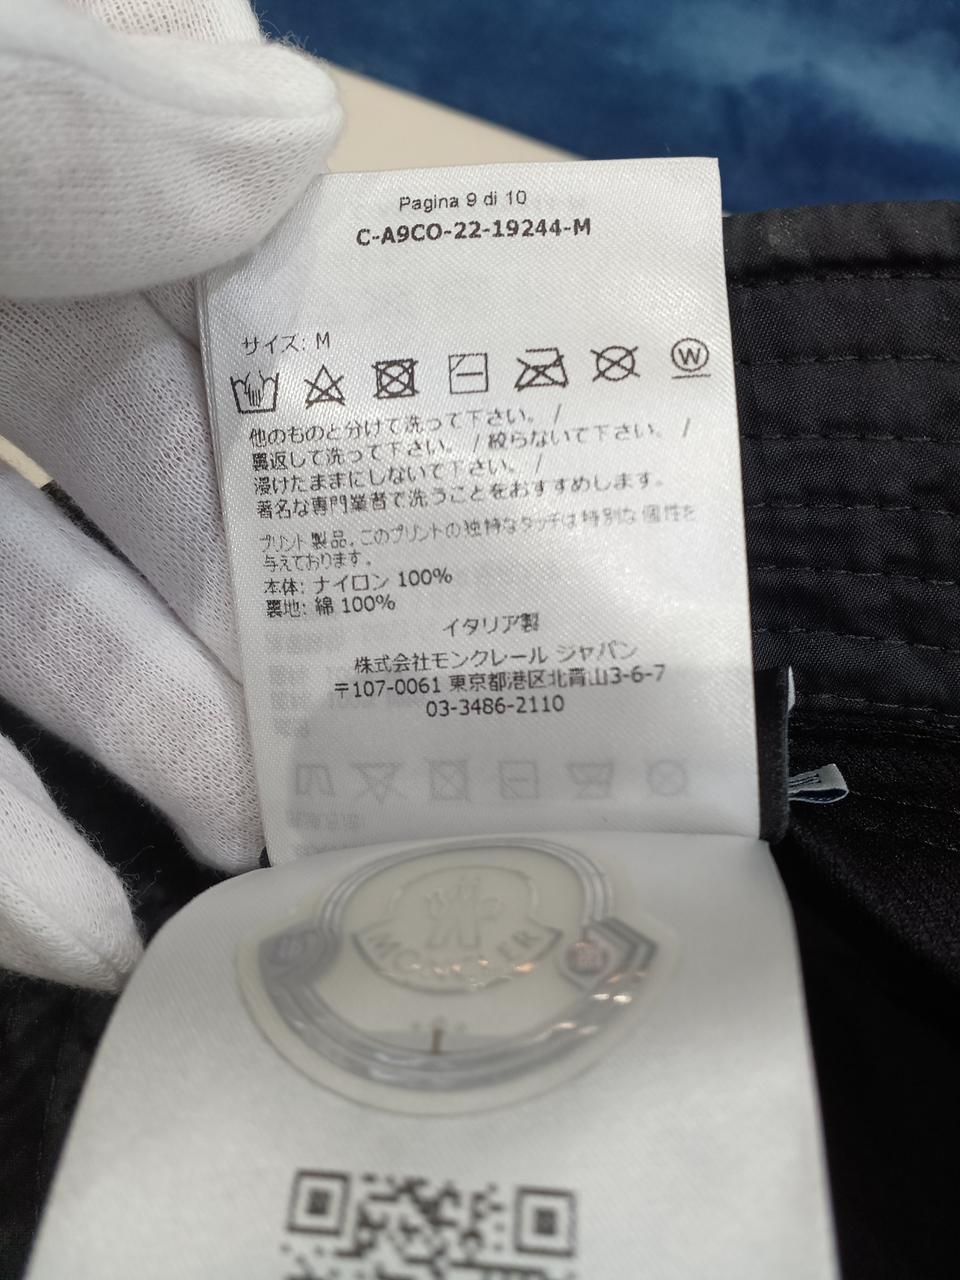 Pagina 9 di 10
C-A9CO-22-19244-M
サイズ: M
W
他のものと分けて洗って下さい。 /
裏返して洗って下さい。 / 絞らないで下さい。 /
浸けたままにしないで下さい。 /
著名な専門業者で洗うことをおすすめします。
プリント製品。このプリントの独特なタッチは特別な個性を
与えております。
本体: ナイロン 100%
裏地: 綿 100%
イタリア製
株式会社モンクレール ジャパン
〒107-0061 東京都港区北青山3-6-7
03-3486-2110
MONCLER